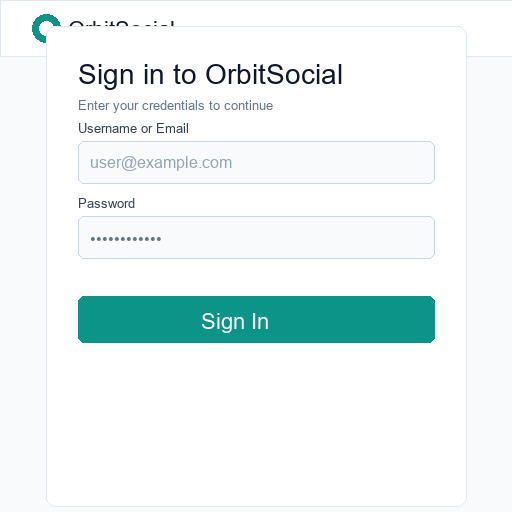 OrbitSocial
Sign in to OrbitSocial
Enter your credentials to continue
Username or Email
user@example.com
Password
••••••••••••
Sign In